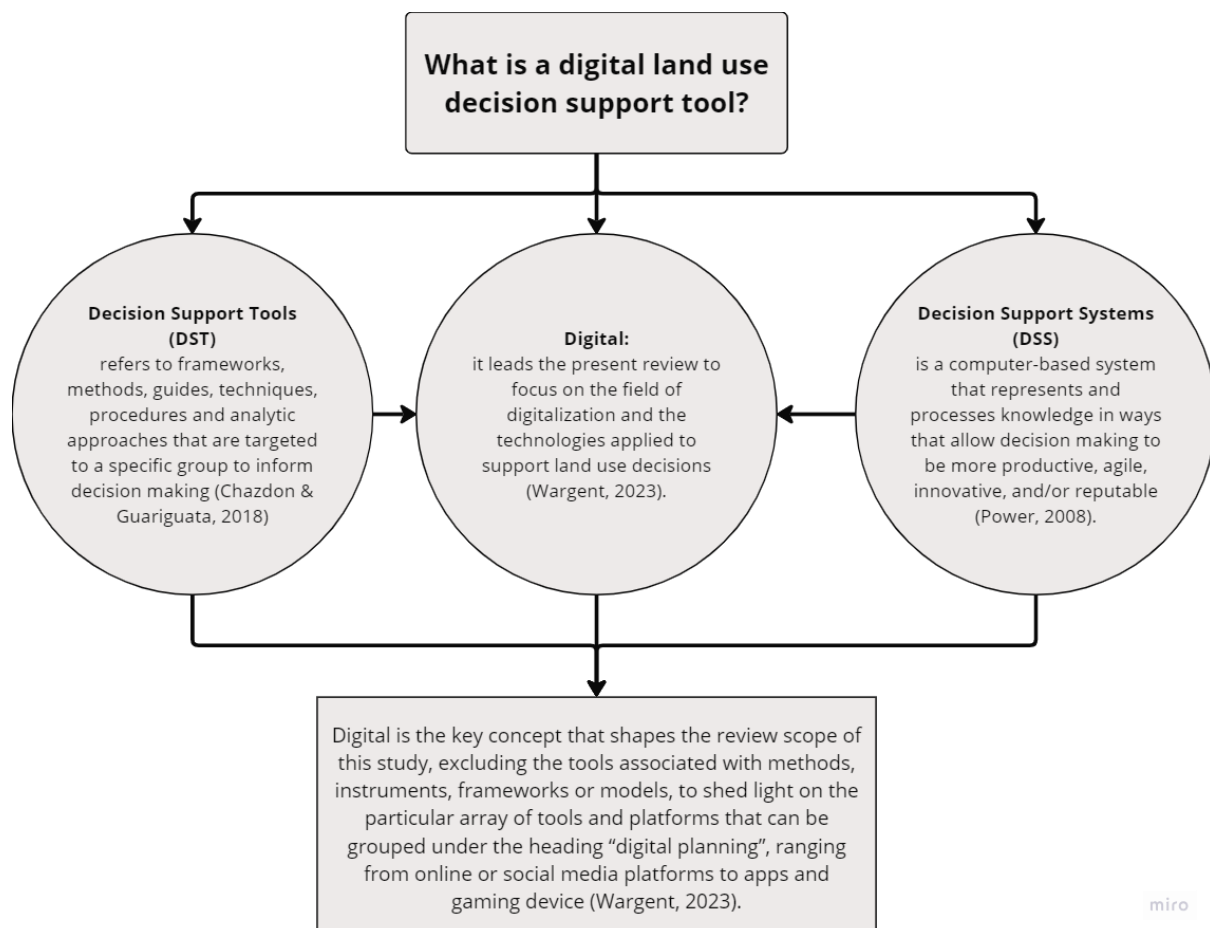 What is a digital land use
decision support tool?
Decision Support Tools
(DST)
refers to frameworks,
methods, guides, techniques,
procedures and analytic
approaches that are targeted
to a specific group to inform
decision making (Chazdon &
Guariguata, 2018)
Digital:
it leads the present review to
focus on the field of
digitalization and the
technologies applied to
support land use decisions
(Wargent, 2023).
Decision Support Systems
(DSS)
is a computer-based system
that represents and
processes knowledge in ways
that allow decision making to
be more productive, agile,
innovative, and/or reputable
(Power, 2008).
Digital is the key concept that shapes the review scope of
this study, excluding the tools associated with methods,
instruments, frameworks or models, to shed light on the
particular array of tools and platforms that can be
grouped under the heading “digital planning”, ranging
from online or social media platforms to apps and
gaming device (Wargent, 2023).
miro